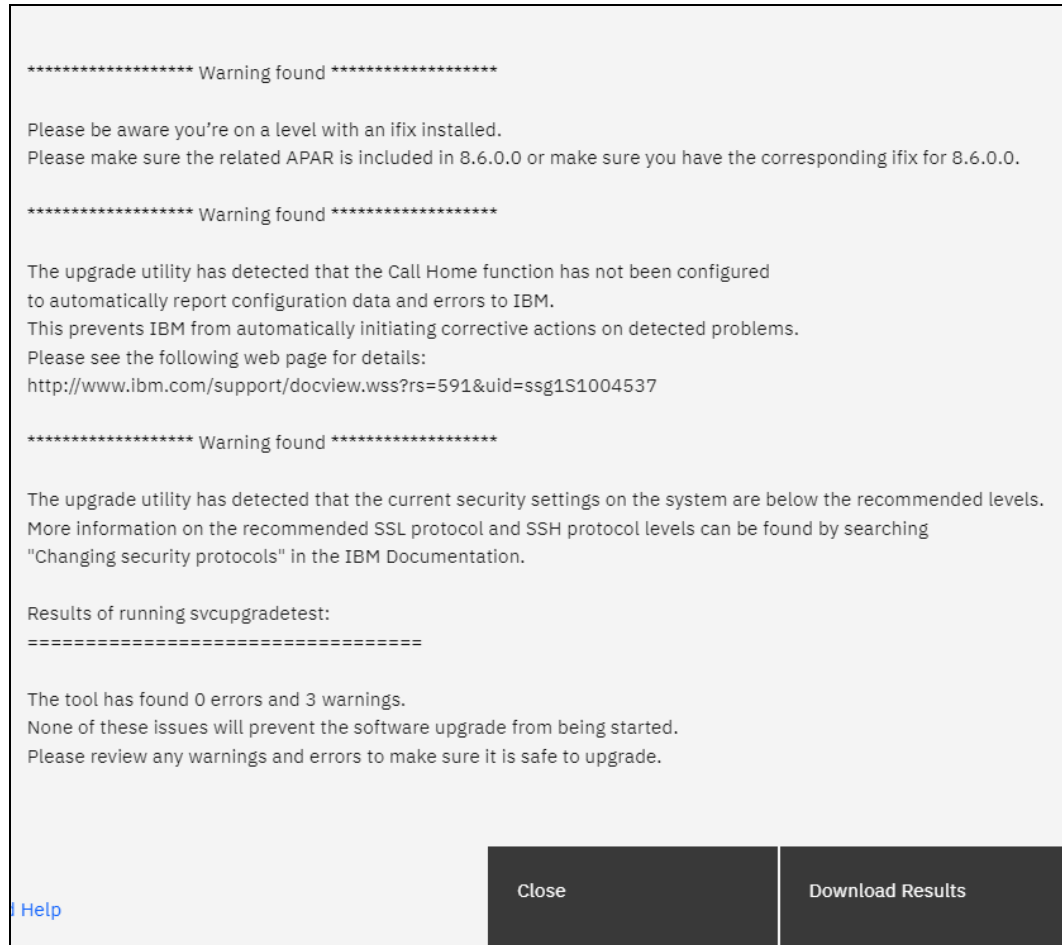 ******************* Warning found *******************
Please be aware you’re on a level with an ifix installed.
Please make sure the related APAR is included in 8.6.0.0 or make sure you have the corresponding ifix for 8.6.0.0.
******************* Warning found *******************
The upgrade utility has detected that the Call Home function has not been configured
to automatically report configuration data and errors to IBM.
This prevents IBM from automatically initiating corrective actions on detected problems.
Please see the following web page for details:
http://www.ibm.com/support/docview.wss?rs=591&uid=ssg1S1004537
******************* Warning found *******************
The upgrade utility has detected that the current security settings on the system are below the recommended levels.
More information on the recommended SSL protocol and SSH protocol levels can be found by searching
"Changing security protocols" in the IBM Documentation.
Results of running svcupgradetest:
==================================
The tool has found 0 errors and 3 warnings.
None of these issues will prevent the software upgrade from being started.
Please review any warnings and errors to make sure it is safe to upgrade.
Close
Download Results
Help